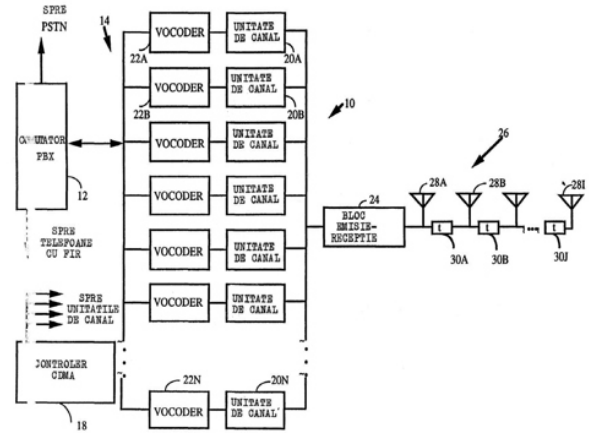 SPRE
PSTN
14
VOCODER
UNITATE
DE CANAL
22A
20A
VOCODER
UNITATE
DE CANAL
22B
20B
10
PBX
12
VOCODER
UNITATE
DE CANAL
26
24
28A
28B
28I
VOCODER
UNITATE
DE CANAL
BLOC
EMISIE-
RECEPTIE
t
t
t
30A
30B
30J
SPRE
TELEFOANE
CU FIR
VOCODER
UNITATE
DE CANAL
SPRE
UNITATILE
DE CANAL
VOCODER
UNITATE
DE CANAL
CONTROLER
CDMA
18
22N
20N
VOCODER
UNITATE
DE CANAL